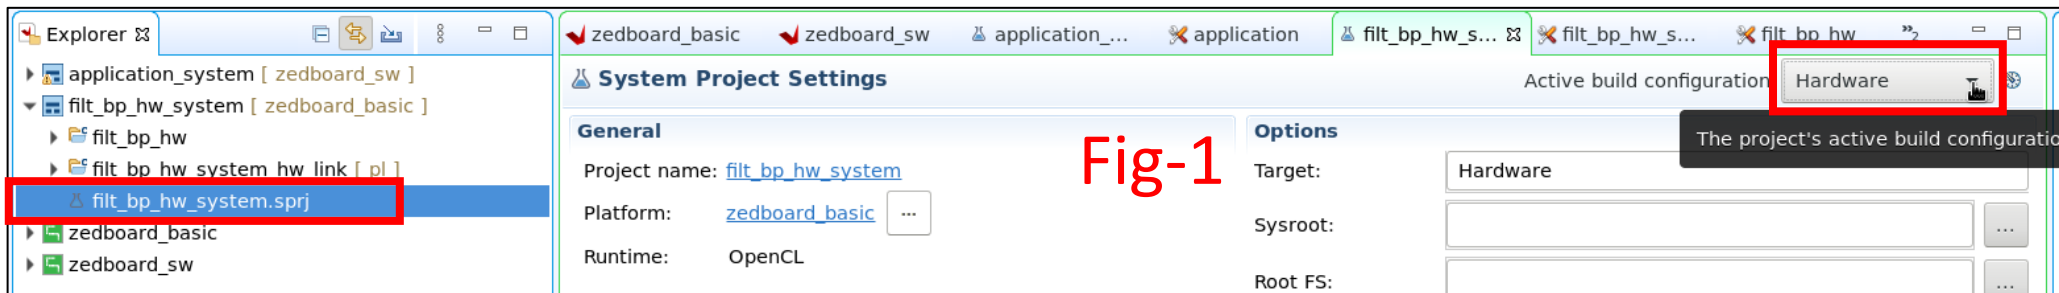 Explorer
zedboard_basic zedboard_sw application_... application filt_bp_hw_s... filt_bp_hw_s... filt_bp_hw »2
application_system [ zedboard_sw ]
System Project Settings
Active build configuration Hardware
filt_bp_hw_system [ zedboard_basic ]
filt_bp_hw
filt_bp_hw_system_hw_link [ pl ]
filt_bp_hw_system.sprj
zedboard_basic
zedboard_sw
General
Project name: filt_bp_hw_system
Platform: zedboard_basic ...
Runtime: OpenCL
Fig-1
Options
The project's active build configuratio
Target: Hardware
Sysroot: ...
Root FS: ...